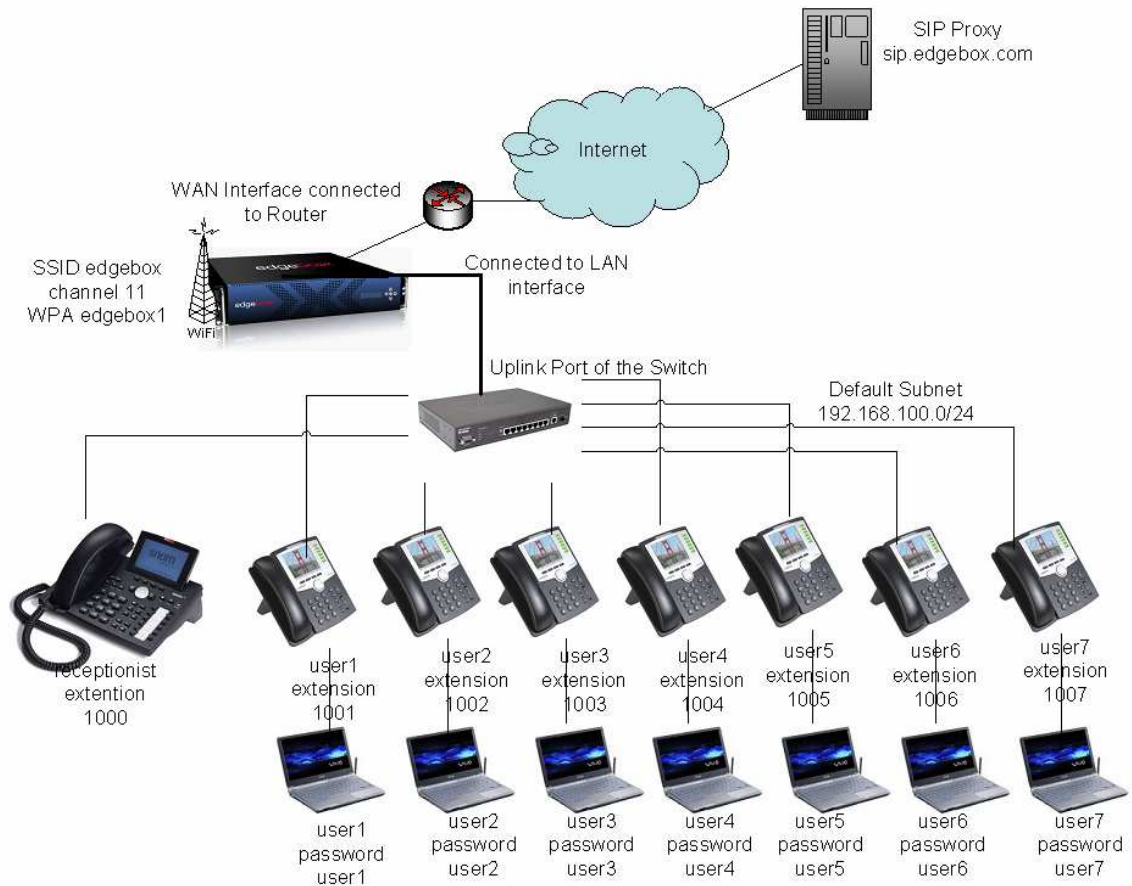 SIP Proxy
sip.edgebox.com
Internet
WAN Interface connected
to Router
SSID edgebox
channel 11
WPA edgebox1
WiFi
edgebox
edgebox
Connected to LAN
interface
Uplink Port of the Switch
Default Subnet
192.168.100.0/24
snom
receptionist
extention
1000
user1
extension
1001
user2
extension
1002
user3
extension
1003
user4
extension
1004
user5
extension
1005
user6
extension
1006
user7
extension
1007
user1
password
user1
user2
password
user2
user3
password
user3
user4
password
user4
user5
password
user5
user6
password
user6
user7
password
user7